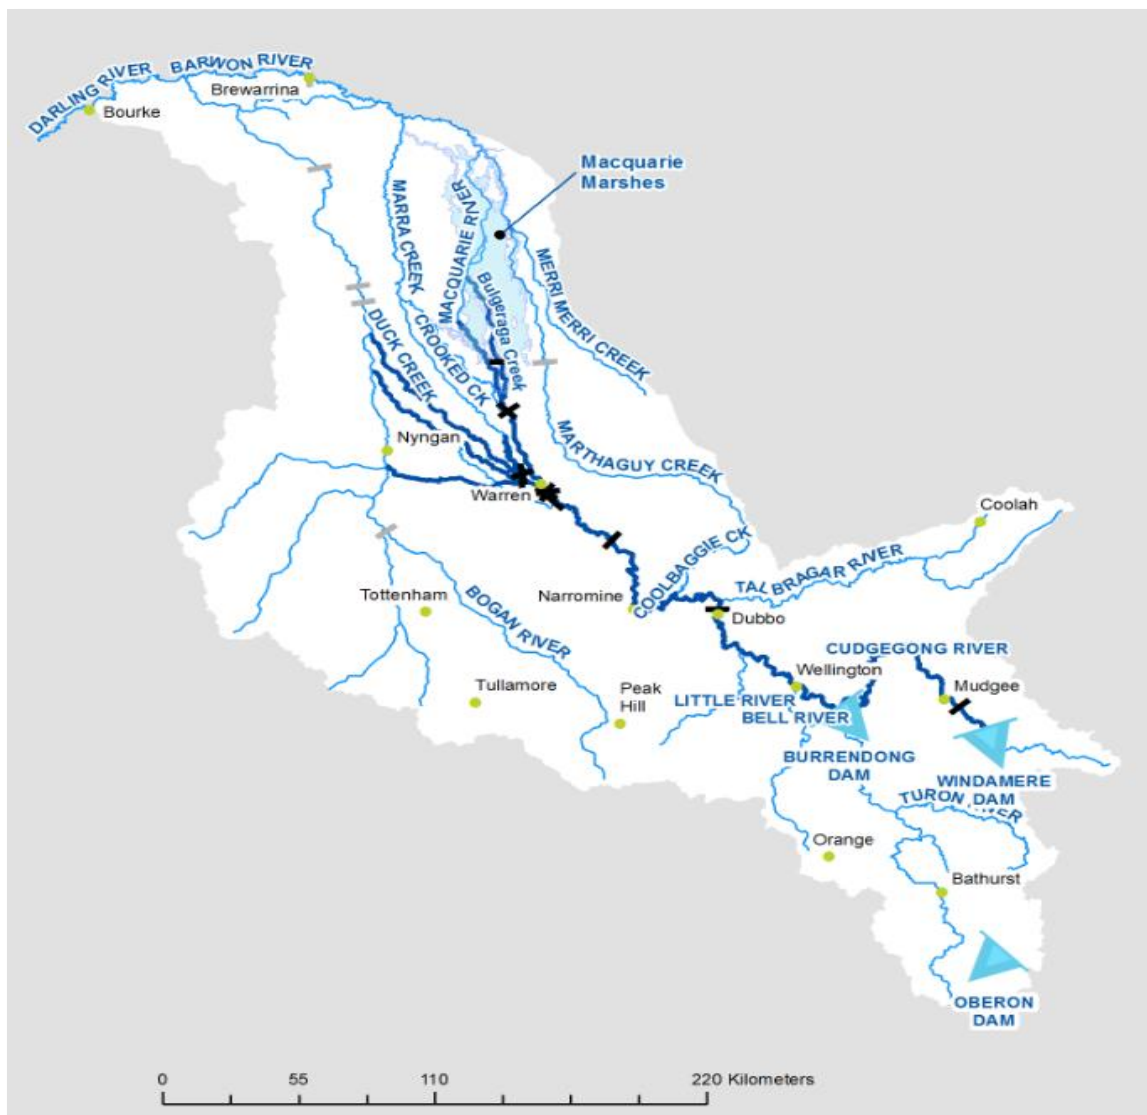 DARLING RIVER
BARWON RIVER
Brewarrina
Bourke
Macquarie
Marshes
MARRA CREEK
MACQUARIE RIVER
MERRI MERRI CREEK
Bulgeraga Creek
DUCK CREEK
CROOKED CK
Nyngan
MARTHAGUY CREEK
Warren
Coolah
COOLBAGGIE CK
TALBRAGAR RIVER
Tottenham
Narromine
BOGAN RIVER
Dubbo
CUDGEGONG RIVER
Wellington
Tullamore
Peak
Hill
LITTLE RIVER
BELL RIVER
Mudgee
BURRENDONG
DAM
WINDAMERE
DAM
TURON RIVER
Orange
Bathurst
OBERON
DAM
0 55 110 220 Kilometers